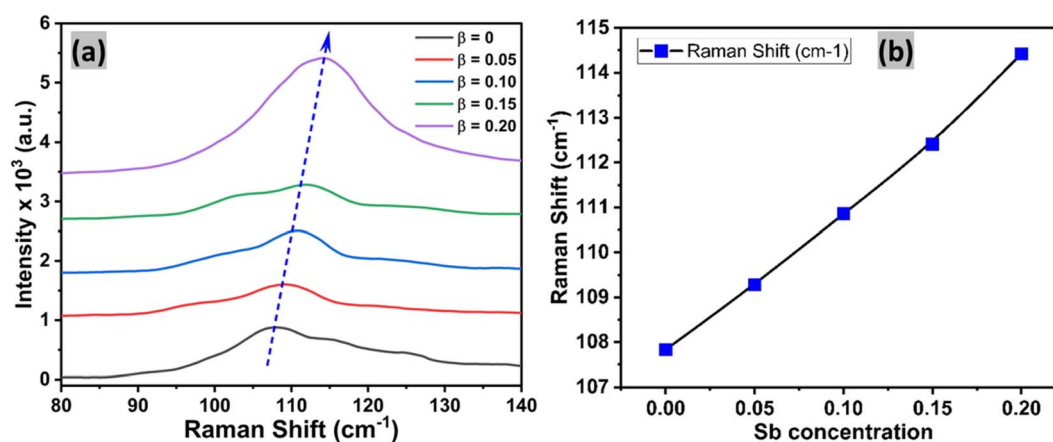 (a)
β = 0
β = 0.05
β = 0.10
β = 0.15
β = 0.20
6
5
4
3
2
1
0
Intensity x 10³ (a.u.)
80 90 100 110 120 130 140
Raman Shift (cm⁻¹)
Raman Shift (cm-1)
(b)
115
114
113
112
110
109
108
107
Raman Shift (cm⁻¹)
0.00 0.05 0.10 0.15 0.20
Sb concentration